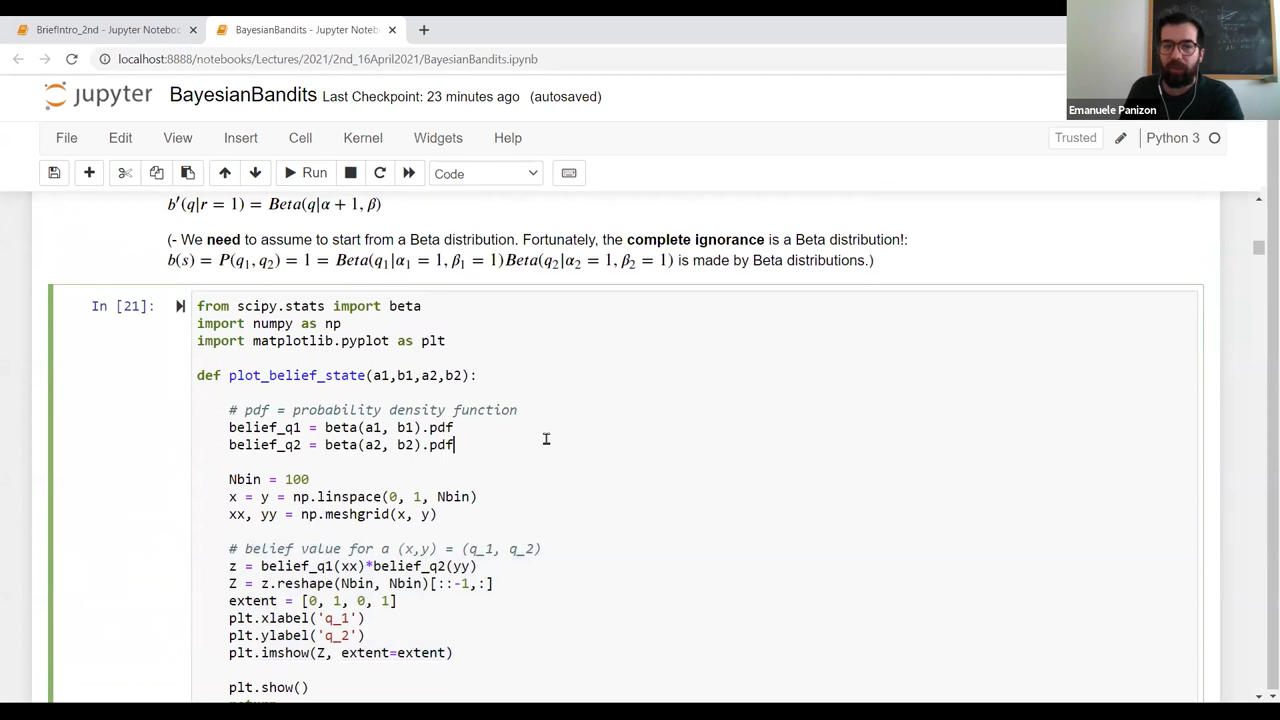 BriefIntro_2nd - Jupyter Notebook
BayesianBandits - Jupyter Noteb
localhost:8888/notebooks/Lectures/2021/2nd_16April2021/BayesianBandits.ipynb
Emanuele Panizon
jupyter BayesianBandits Last Checkpoint: 23 minutes ago (autosaved)
File Edit View Insert Cell Kernel Widgets Help
Trusted Python 3
Run Code
b′(q|r = 1) = Beta(q|α + 1, β)
(- We need to assume to start from a Beta distribution. Fortunately, the complete ignorance is a Beta distribution!:
b(s) = P(q₁, q₂) = 1 = Beta(q₁|α₁ = 1, β₁ = 1)Beta(q₂|α₂ = 1, β₂ = 1) is made by Beta distributions.)
In [21]:
from scipy.stats import beta
import numpy as np
import matplotlib.pyplot as plt
def plot_belief_state(a1,b1,a2,b2):
# pdf = probability density function
belief_q1 = beta(a1, b1).pdf
belief_q2 = beta(a2, b2).pdf
Nbin = 100
x = y = np.linspace(0, 1, Nbin)
xx, yy = np.meshgrid(x, y)
# belief value for a (x,y) = (q_1, q_2)
z = belief_q1(xx)*belief_q2(yy)
Z = z.reshape(Nbin, Nbin)[::-1,:]
extent = [0, 1, 0, 1]
plt.xlabel('q_1')
plt.ylabel('q_2')
plt.imshow(Z, extent=extent)
plt.show()